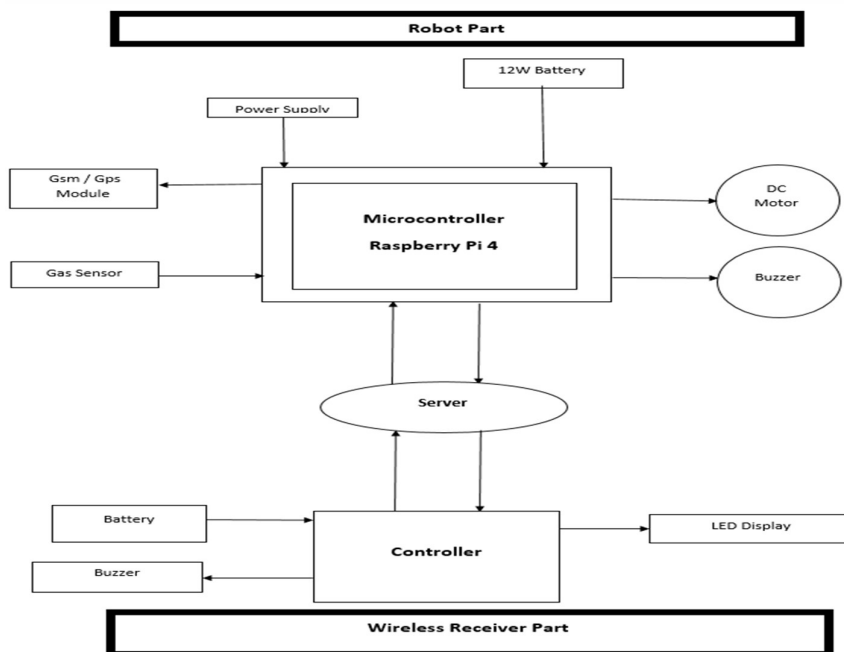 Robot Part
12W Battery
Power Supply
Gsm / Gps
Module
DC
Motor
Microcontroller
Raspberry Pi 4
Gas Sensor
Buzzer
Server
Battery
LED Display
Controller
Buzzer
Wireless Receiver Part